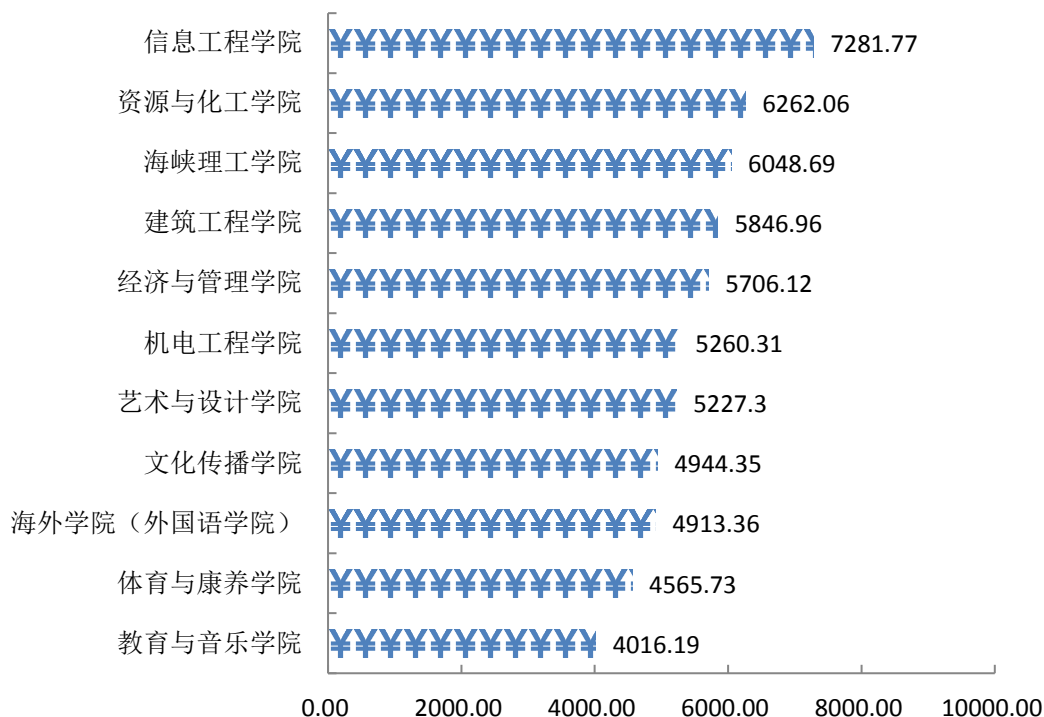 信息工程学院 7281.77
资源与化工学院 6262.06
海峡理工学院 6048.69
建筑工程学院 5846.96
经济与管理学院 5706.12
机电工程学院 5260.31
艺术与设计学院 5227.3
文化传播学院 4944.35
海外学院（外国语学院） 4913.36
体育与康养学院 4565.73
教育与音乐学院 4016.19
0.00 2000.00 4000.00 6000.00 8000.00 10000.00